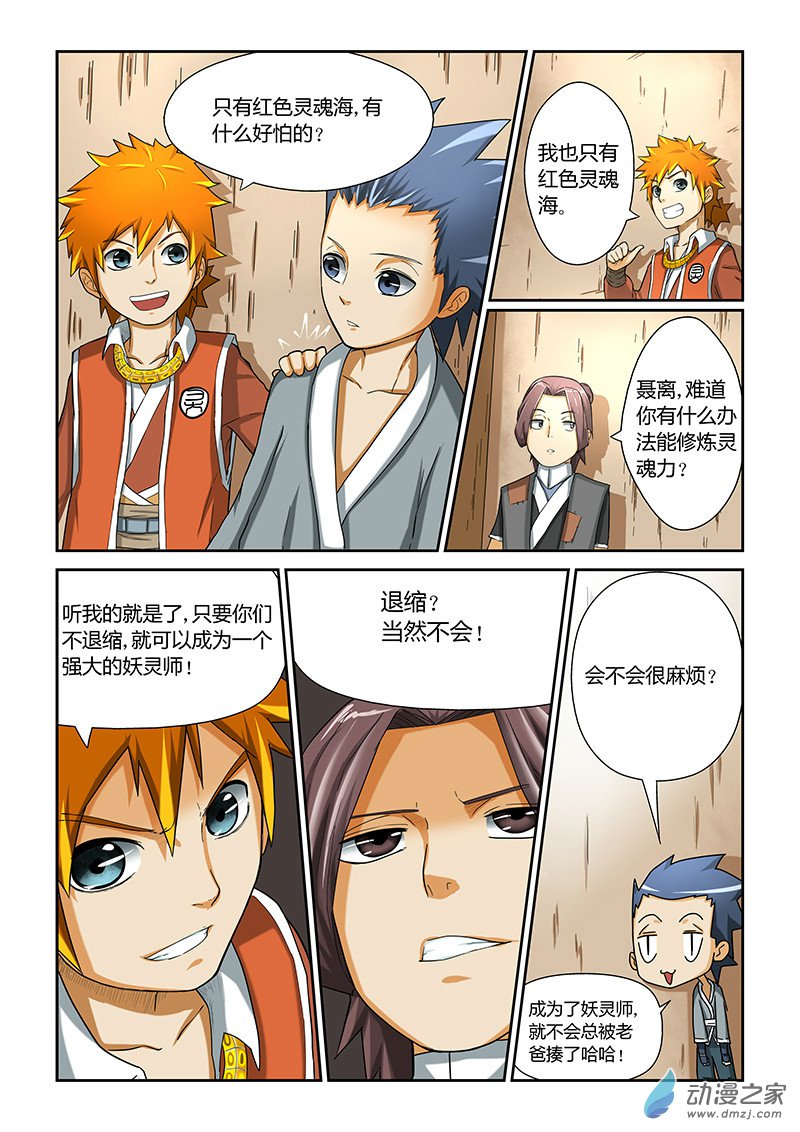 只有红色灵魂海,有
什么好怕的?
我也只有
红色灵魂
海。
聂离,难道
你有什么办
法能修炼灵
魂力?
听我的就是了,只要你们
不退缩,就可以成为一个
强大的妖灵师!
退缩?
当然不会!
会不会很麻烦?
成为了妖灵师,
就不会总被老
爸揍了哈哈!
动漫之家
www.dmzj.com